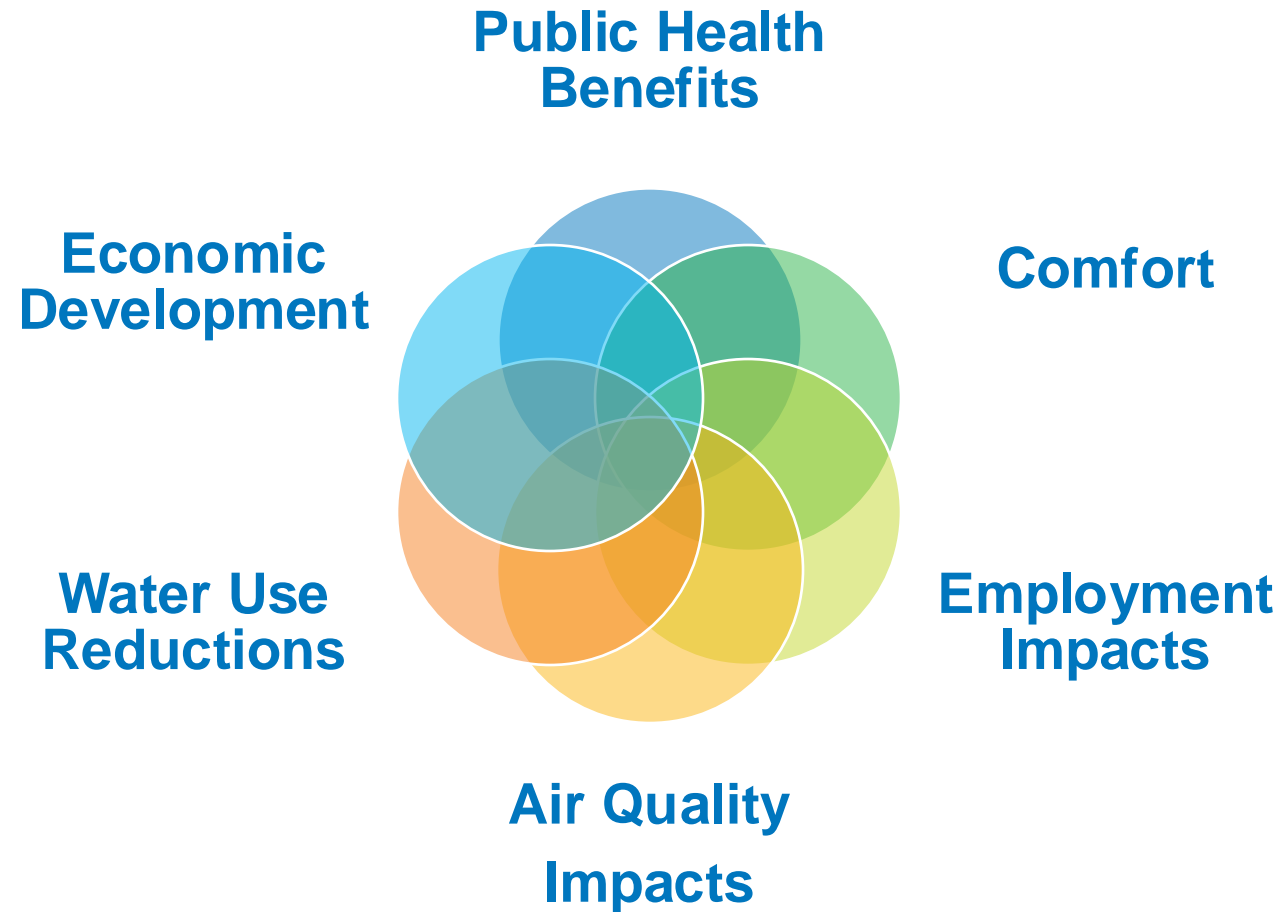 Public Health
Benefits
Economic
Development
Comfort
Water Use
Reductions
Employment
Impacts
Air Quality
Impacts